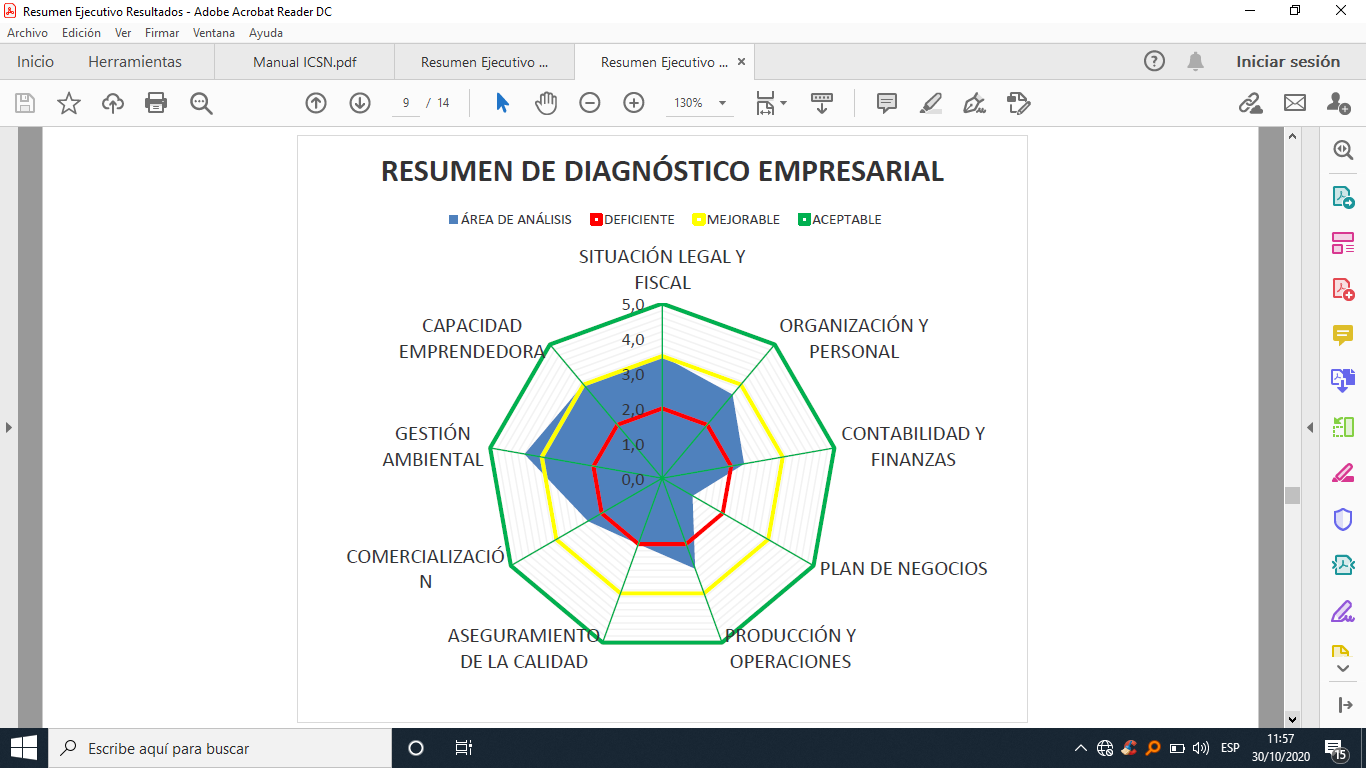 Resumen Ejecutivo Resultados - Adobe Acrobat Reader DC
Archivo Edición Ver Firmar Ventana Ayuda
Inicio Herramientas Manual ICSN.pdf Resumen Ejecutivo ... Resumen Ejecutivo ... Iniciar sesión
9 / 14 130%
RESUMEN DE DIAGNÓSTICO EMPRESARIAL
ÁREA DE ANÁLISIS DEFICIENTE MEJORABLE ACEPTABLE
SITUACIÓN LEGAL Y
FISCAL
ORGANIZACIÓN Y
PERSONAL
CONTABILIDAD Y
FINANZAS
PLAN DE NEGOCIOS
PRODUCCIÓN Y
OPERACIONES
ASEGURAMIENTO
DE LA CALIDAD
COMERCIALIZACIÓ
N
GESTIÓN
AMBIENTAL
CAPACIDAD
EMPRENDEDORA
5,0
4,0
3,0
2,0
1,0
0,0
Escribe aquí para buscar
ESP
11:57
30/10/2020
15